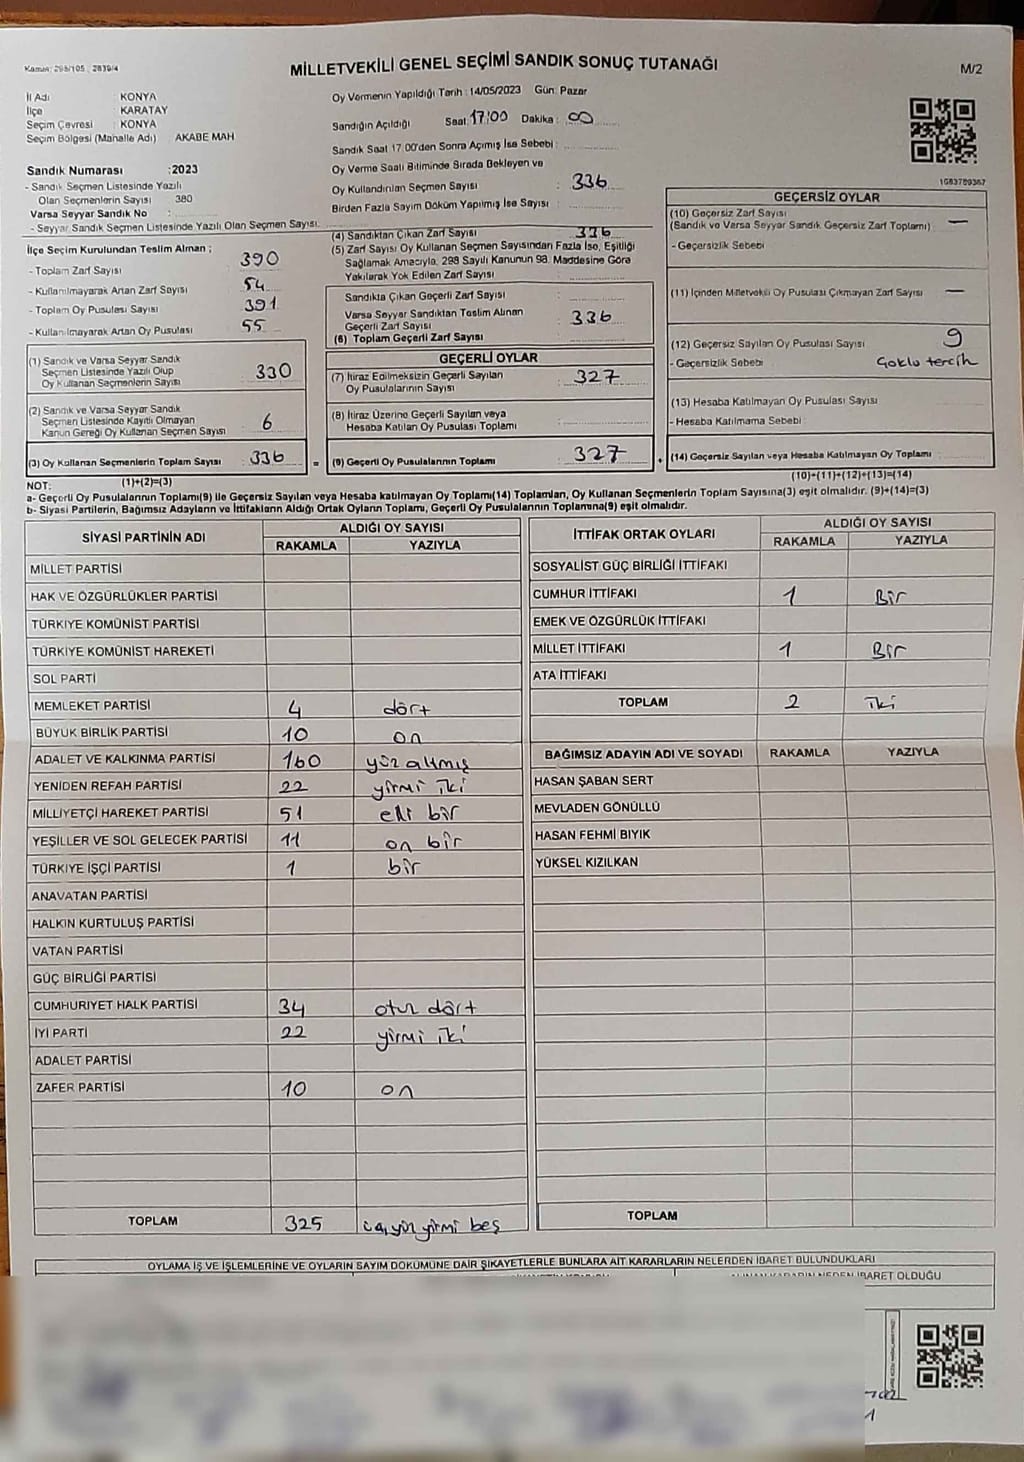 Kanun: 298/105 , 2839/4
MİLLETVEKİLİ GENEL SEÇİMİ SANDIK SONUÇ TUTANAĞI
M/2
İl Adı KONYA
İlçe KARATAY
Seçim Çevresi : KONYA
Seçim Bölgesi (Mahalle Adı) AKABE MAH
Sandık Numarası :2023
- Sandık Seçmen Listesinde Yazılı
Olan Seçmenlerin Sayısı 380
Varsa Seyyar Sandık No :
- Seyyar Sandık Seçmen Listesinde Yazılı Olan Seçmen Sayısı:
Oy Vermenin Yapıldığı Tarih : 14/05/2023 Gün: Pazar
Sandığın Açıldığı Saat: 17:00 Dakika : 00
Sandık Saat 17:00'den Sonra Açılmış İse Sebebi :
Oy Verme Saati Bitiminde Sırada Bekleyen ve
Oy Kullandırılan Seçmen Sayısı : 336
Birden Fazla Sayım Döküm Yapılmış İse Sayısı :
1683789367
İlçe Seçim Kurulundan Teslim Alınan ;
- Toplam Zarf Sayısı 390
- Kullanılmayarak Artan Zarf Sayısı 54
- Toplam Oy Pusulası Sayısı 391
- Kullanılmayarak Artan Oy Pusulası 55
(1) Sandık ve Varsa Seyyar Sandık
Seçmen Listesinde Yazılı Olup
Oy Kullanan Seçmenlerin Sayısı 330
(2) Sandık ve Varsa Seyyar Sandık
Seçmen Listesinde Kayıtlı Olmayan
Kanun Gereği Oy Kullanan Seçmen Sayısı 6
(3) Oy Kullanan Seçmenlerin Toplam Sayısı 336 =
(4) Sandıktan Çıkan Zarf Sayısı 336
(5) Zarf Sayısı Oy Kullanan Seçmen Sayısından Fazla İse, Eşitliği
Sağlamak Amacıyla, 298 Sayılı Kanunun 98. Maddesine Göre
Yakılarak Yok Edilen Zarf Sayısı :
Sandıkta Çıkan Geçerli Zarf Sayısı :
Varsa Seyyar Sandıktan Teslim Alınan
Geçerli Zarf Sayısı : 336
(6) Toplam Geçerli Zarf Sayısı :
GEÇERLİ OYLAR
(7) İtiraz Edilmeksizin Geçerli Sayılan
Oy Pusulalarının Sayısı : 327
(8) İtiraz Üzerine Geçerli Sayılan veya
Hesaba Katılan Oy Pusulası Toplamı :
(9) Geçerli Oy Pusulalarının Toplamı : 327 +
GEÇERSİZ OYLAR
(10) Geçersiz Zarf Sayısı
(Sandık ve Varsa Seyyar Sandık Geçersiz Zarf Toplamı) : —
- Geçersizlik Sebebi
(11) İçinden Milletvekili Oy Pusulası Çıkmayan Zarf Sayısı —
(12) Geçersiz Sayılan Oy Pusulası Sayısı 9
- Geçersizlik Sebebi : Çoklu tercih
(13) Hesaba Katılmayan Oy Pusulası Sayısı
- Hesaba Katılmama Sebebi :
(14) Geçersiz Sayılan veya Hesaba Katılmayan Oy Toplamı :
(10)+(11)+(12)+(13)=(14)
NOT: (1)+(2)=(3)
a- Geçerli Oy Pusulalarının Toplamı(9) ile Geçersiz Sayılan veya Hesaba katılmayan Oy Toplamı(14) Toplamları, Oy Kullanan Seçmenlerin Toplam Sayısına(3) eşit olmalıdır. (9)+(14)=(3)
b- Siyasi Partilerin, Bağımsız Adayların ve İttifakların Aldığı Ortak Oyların Toplamı, Geçerli Oy Pusulalarının Toplamına(9) eşit olmalıdır.
SİYASİ PARTİNİN ADI ALDIĞI OY SAYISI
RAKAMLA YAZIYLA
MİLLET PARTİSİ
HAK VE ÖZGÜRLÜKLER PARTİSİ
TÜRKİYE KOMÜNİST PARTİSİ
TÜRKİYE KOMÜNİST HAREKETİ
SOL PARTİ
MEMLEKET PARTİSİ 4 dört
BÜYÜK BİRLİK PARTİSİ 10 on
ADALET VE KALKINMA PARTİSİ 160 yüz altmış
YENİDEN REFAH PARTİSİ 22 yirmi iki
MİLLİYETÇİ HAREKET PARTİSİ 51 elli bir
YEŞİLLER VE SOL GELECEK PARTİSİ 11 on bir
TÜRKİYE İŞÇİ PARTİSİ 1 bir
ANAVATAN PARTİSİ
HALKIN KURTULUŞ PARTİSİ
VATAN PARTİSİ
GÜÇ BİRLİĞİ PARTİSİ
CUMHURİYET HALK PARTİSİ 34 otuz dört
İYİ PARTİ 22 yirmi iki
ADALET PARTİSİ
ZAFER PARTİSİ 10 on
TOPLAM 325 üçyüz yirmi beş
İTTİFAK ORTAK OYLARI ALDIĞI OY SAYISI
RAKAMLA YAZIYLA
SOSYALİST GÜÇ BİRLİĞİ İTTİFAKI
CUMHUR İTTİFAKI 1 Bir
EMEK VE ÖZGÜRLÜK İTTİFAKI
MİLLET İTTİFAKI 1 Bir
ATA İTTİFAKI
TOPLAM 2 iki
BAĞIMSIZ ADAYIN ADI VE SOYADI RAKAMLA YAZIYLA
HASAN ŞABAN SERT
MEVLADEN GÖNÜLLÜ
HASAN FEHMİ BIYIK
YÜKSEL KIZILKAN
TOPLAM
OYLAMA İŞ VE İŞLEMLERİNE VE OYLARIN SAYIM DÖKÜMÜNE DAİR ŞİKAYETLERLE BUNLARA AİT KARARLARIN NELERDEN İBARET BULUNDUKLARI
ALINAN KARARIN NEDEN İBARET OLDUĞU